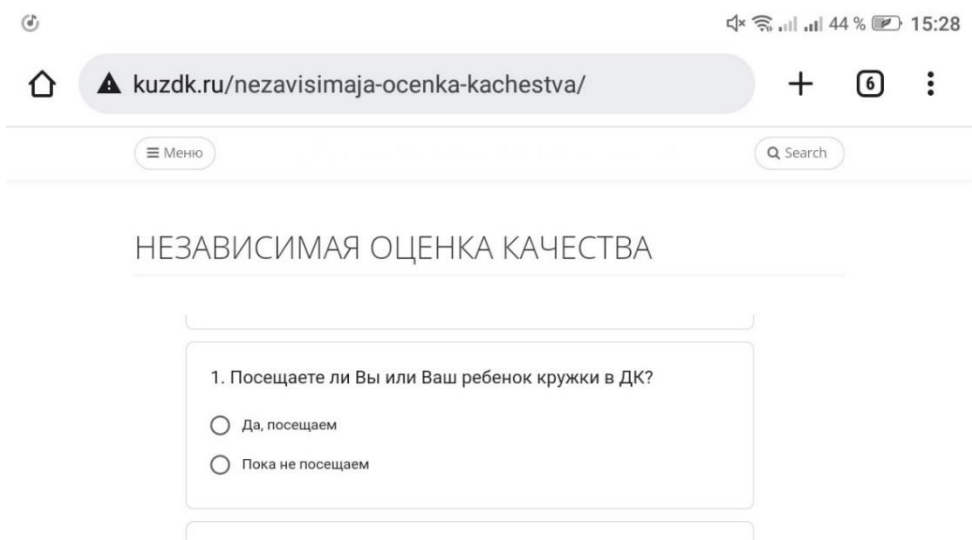 44 % 15:28
kuzdk.ru/nezavisimaja-ocenka-kachestva/ 6
Меню Search
НЕЗАВИСИМАЯ ОЦЕНКА КАЧЕСТВА
1. Посещаете ли Вы или Ваш ребенок кружки в ДК?
Да, посещаем
Пока не посещаем